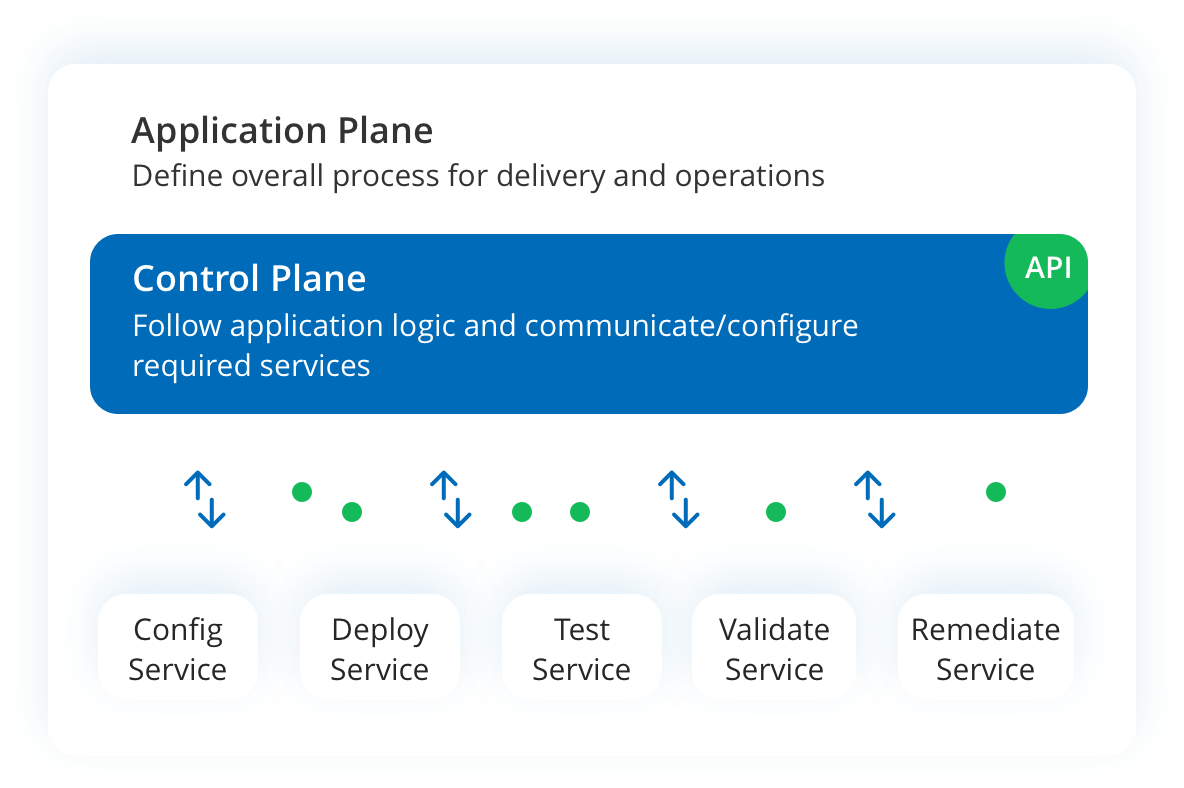 Application Plane
Define overall process for delivery and operations
Control Plane
API
Follow application logic and communicate/configure
required services
Config
Service
Deploy
Service
Test
Service
Validate
Service
Remediate
Service